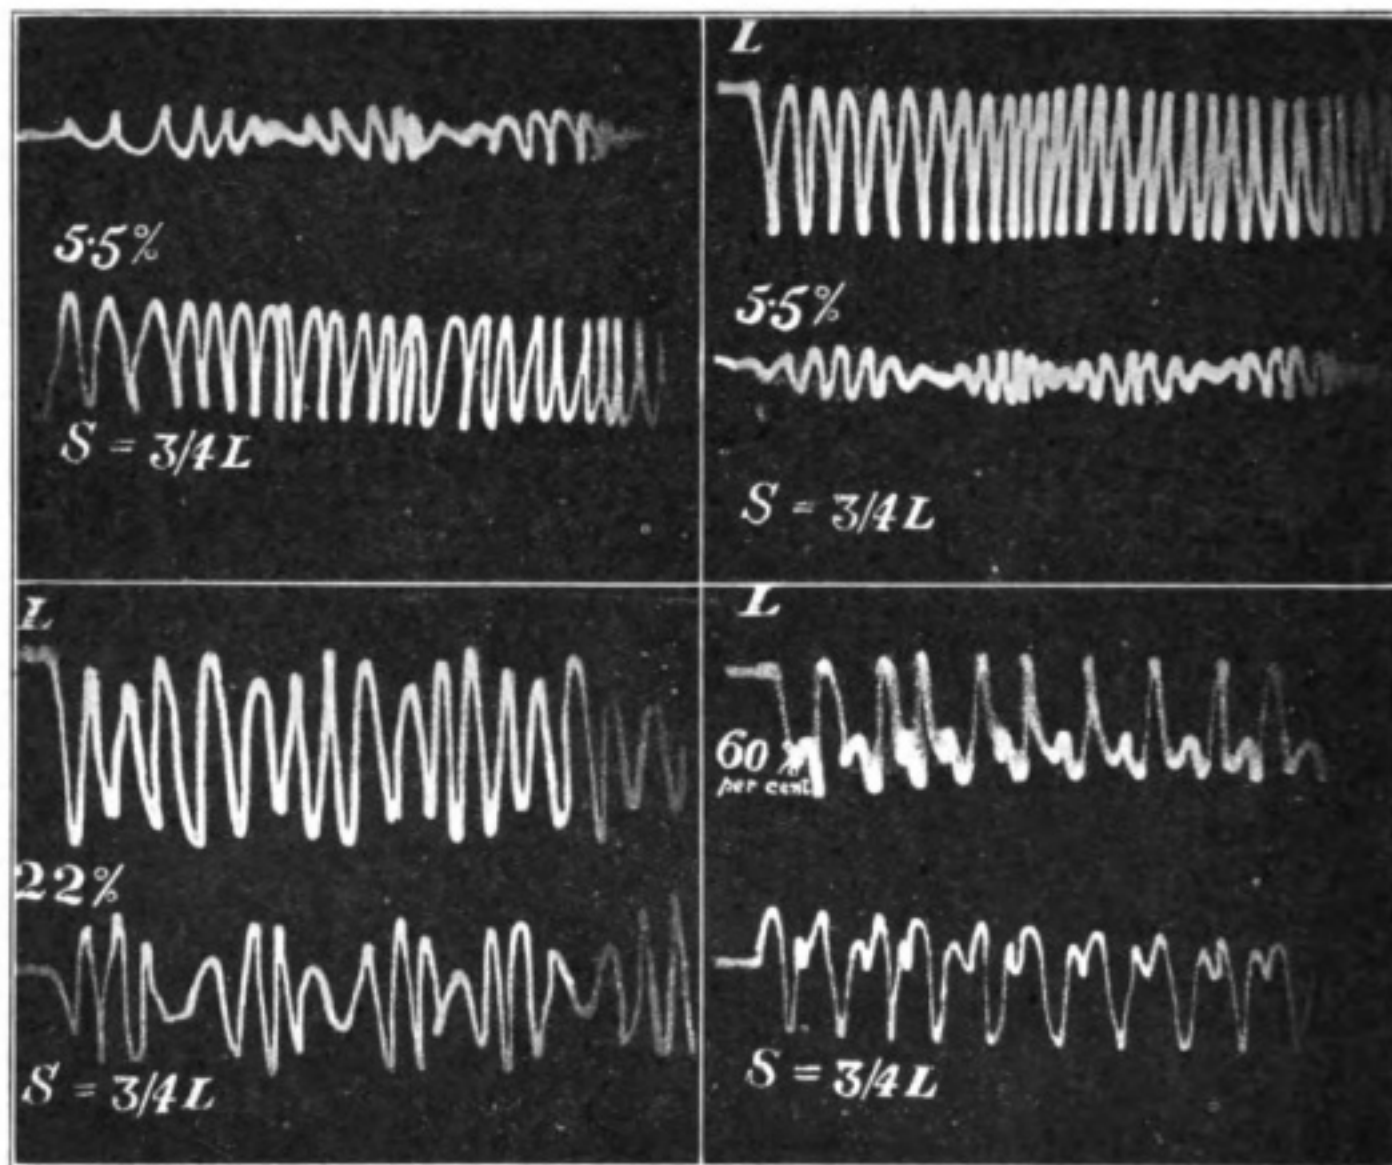 5·5%
S = 3/4 L
L
5·5%
S = 3/4 L
L
22%
S = 3/4 L
L
60%
per cent.
S = 3/4 L